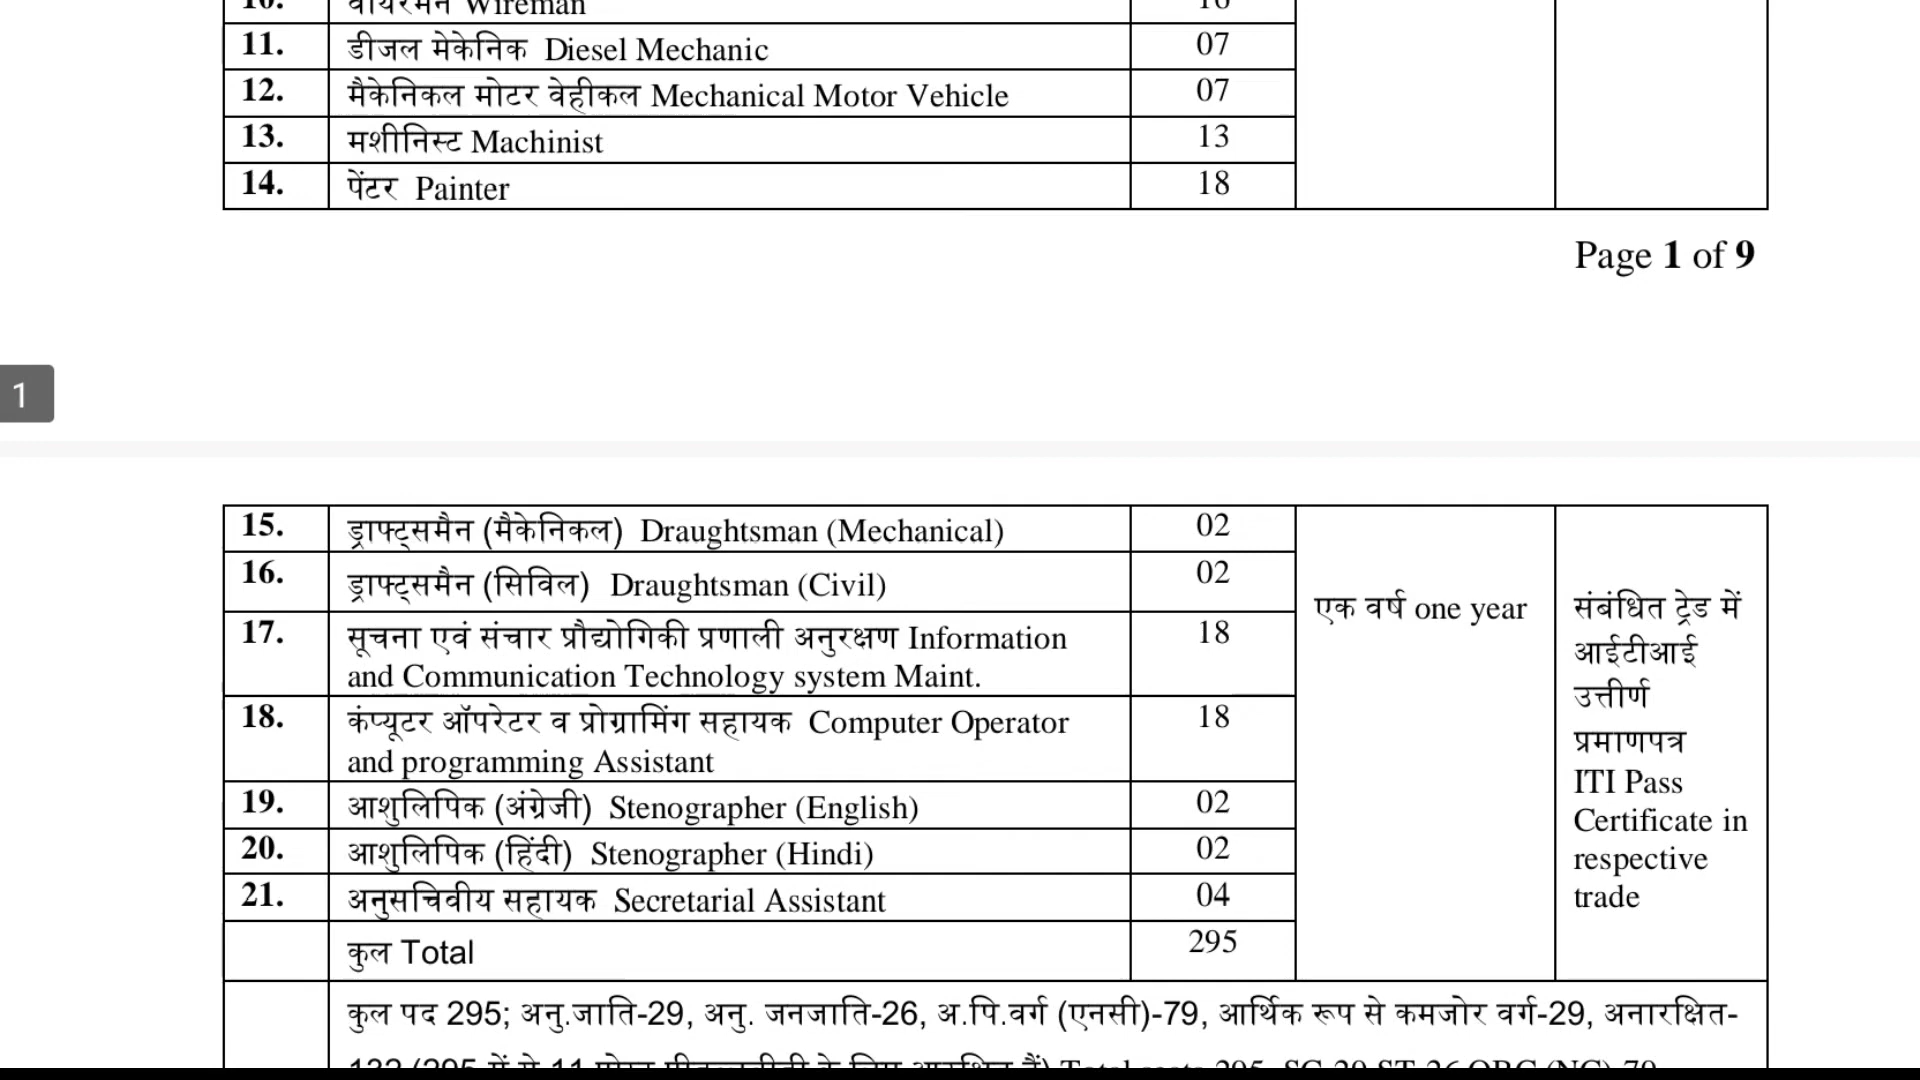 10. वायरमैन Wireman 16
11. डीजल मेकेनिक Diesel Mechanic 07
12. मैकेनिकल मोटर वेहीकल Mechanical Motor Vehicle 07
13. मशीनिस्ट Machinist 13
14. पेंटर Painter 18
Page 1 of 9
1
15. ड्राफ्ट्समैन (मैकेनिकल) Draughtsman (Mechanical) 02
16. ड्राफ्ट्समैन (सिविल) Draughtsman (Civil) 02
17. सूचना एवं संचार प्रौद्योगिकी प्रणाली अनुरक्षण Information
and Communication Technology system Maint.
18
18. कंप्यूटर ऑपरेटर व प्रोग्रामिंग सहायक Computer Operator
and programming Assistant
18
19. आशुलिपिक (अंग्रेजी) Stenographer (English) 02
20. आशुलिपिक (हिंदी) Stenographer (Hindi) 02
21. अनुसचिवीय सहायक Secretarial Assistant 04
कुल Total 295
एक वर्ष one year
संबंधित ट्रेड में
आईटीआई
उत्तीर्ण
प्रमाणपत्र
ITI Pass
Certificate in
respective
trade
कुल पद 295; अनु.जाति-29, अनु. जनजाति-26, अ.पि.वर्ग (एनसी)-79, आर्थिक रूप से कमजोर वर्ग-29, अनारक्षित-